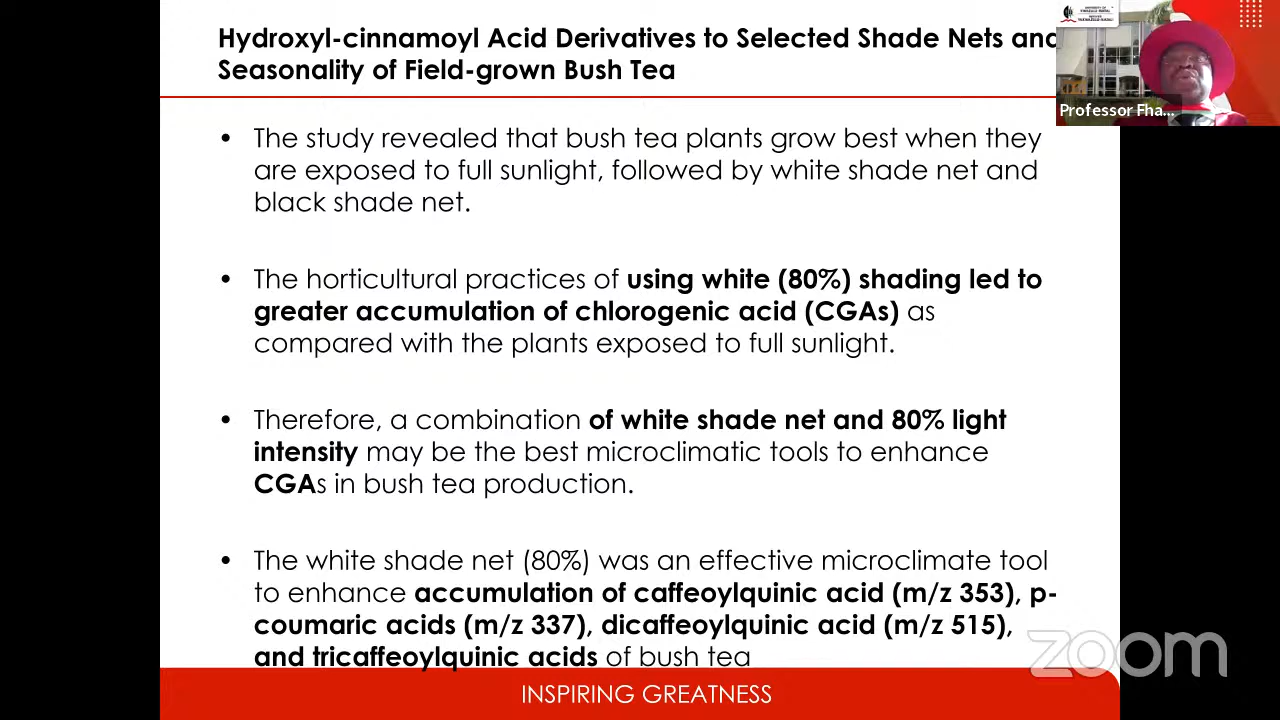 Hydroxyl-cinnamoyl Acid Derivatives to Selected Shade Nets and
Seasonality of Field-grown Bush Tea
Professor Fha...
• The study revealed that bush tea plants grow best when they
are exposed to full sunlight, followed by white shade net and
black shade net.
• The horticultural practices of using white (80%) shading led to
greater accumulation of chlorogenic acid (CGAs) as
compared with the plants exposed to full sunlight.
• Therefore, a combination of white shade net and 80% light
intensity may be the best microclimatic tools to enhance
CGAs in bush tea production.
• The white shade net (80%) was an effective microclimate tool
to enhance accumulation of caffeoylquinic acid (m/z 353), p-
coumaric acids (m/z 337), dicaffeoylquinic acid (m/z 515),
and tricaffeoylquinic acids of bush tea
zoom
INSPIRING GREATNESS